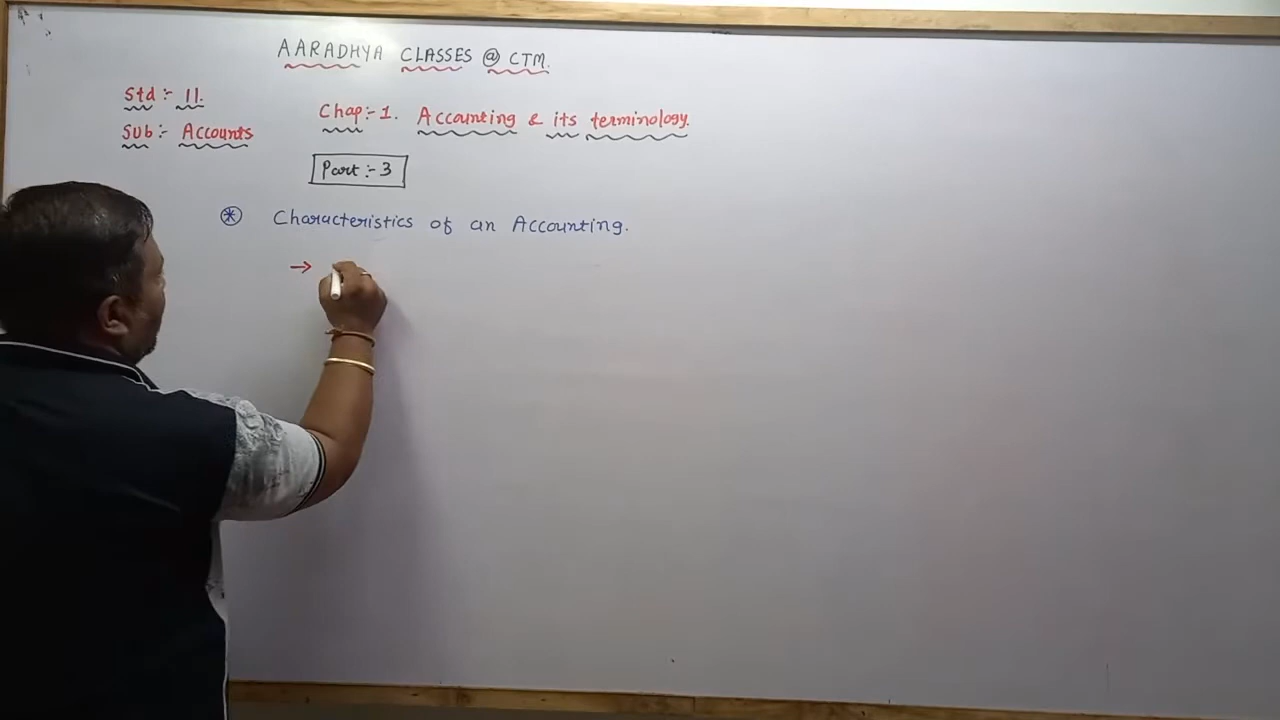 AARADHYA CLASSES @ CTM.
Std :- 11.
Sub :- Accounts
Chap:- 1. Accounting & its terminology.
Part :- 3
* Characteristics of an Accounting.
→